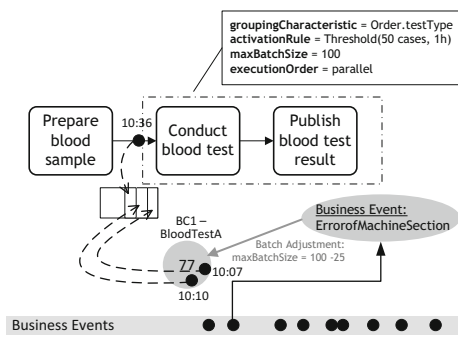 groupingCharacteristic = Order.testType
activationRule = Threshold(50 cases, 1h)
maxBatchSize = 100
executionOrder = parallel
Prepare
blood
sample
10:36
Conduct
blood test
Publish
blood test
result
BC1 –
BloodTestA
77
10:07
10:10
Business Event:
ErrorofMachineSection
Batch Adjustment:
maxBatchSize = 100 -25
Business Events